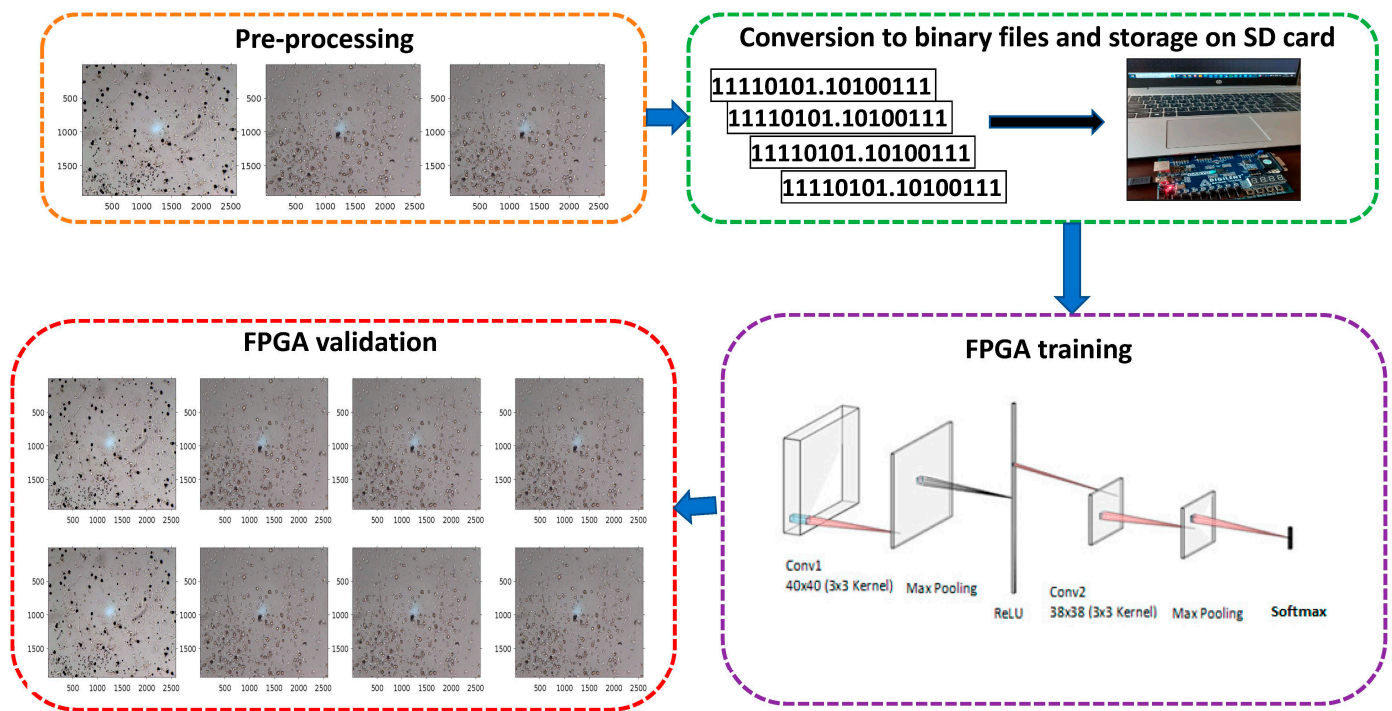 Pre-processing
500
1000
1500
500 1000 1500 2000 2500
500 1000 1500 2000 2500
500 1000 1500 2000 2500
Conversion to binary files and storage on SD card
11110101.10100111
11110101.10100111
11110101.10100111
11110101.10100111
DIGILENT
FPGA validation
500 500 500 500
1000 1000 1000 1000
1500 1500 1500 1500
500 1000 1500 2000 2500 500 1000 1500 2000 2500 500 1000 1500 2000 2500 500 1000 1500 2000 2500
500 500 500 500
1000 1000 1000 1000
1500 1500 1500 1500
500 1000 1500 2000 2500 500 1000 1500 2000 2500 500 1000 1500 2000 2500 500 1000 1500 2000 2500
FPGA training
Conv1
40x40 (3x3 Kernel)
Max Pooling
ReLU
Conv2
38x38 (3x3 Kernel)
Max Pooling
Softmax